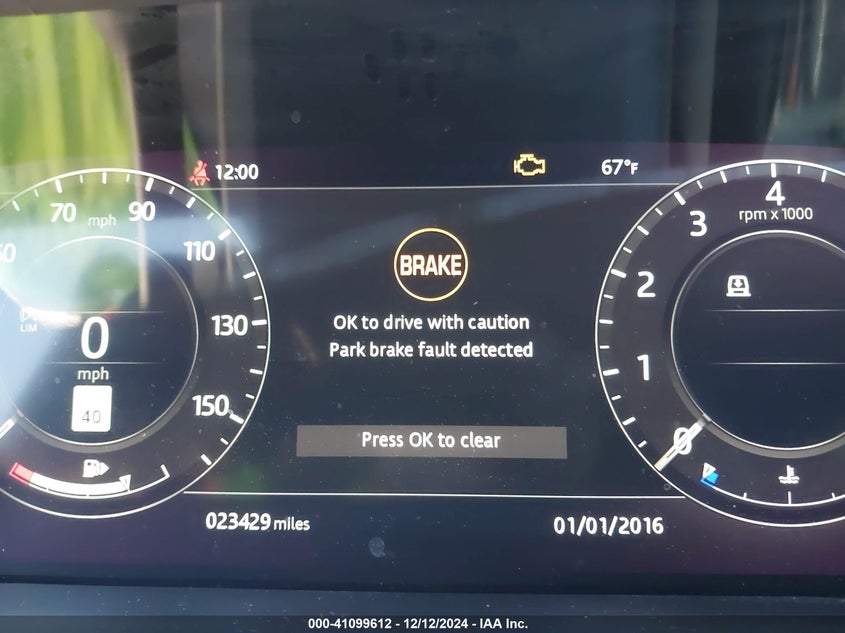 12:00
67°F
70 mph 90
110
130
150
LIM
0
mph
40
BRAKE
OK to drive with caution
Park brake fault detected
Press OK to clear
4
rpm x 1000
3
2
1
0
023429 miles
01/01/2016
000-41099612 - 12/12/2024 - IAA Inc.